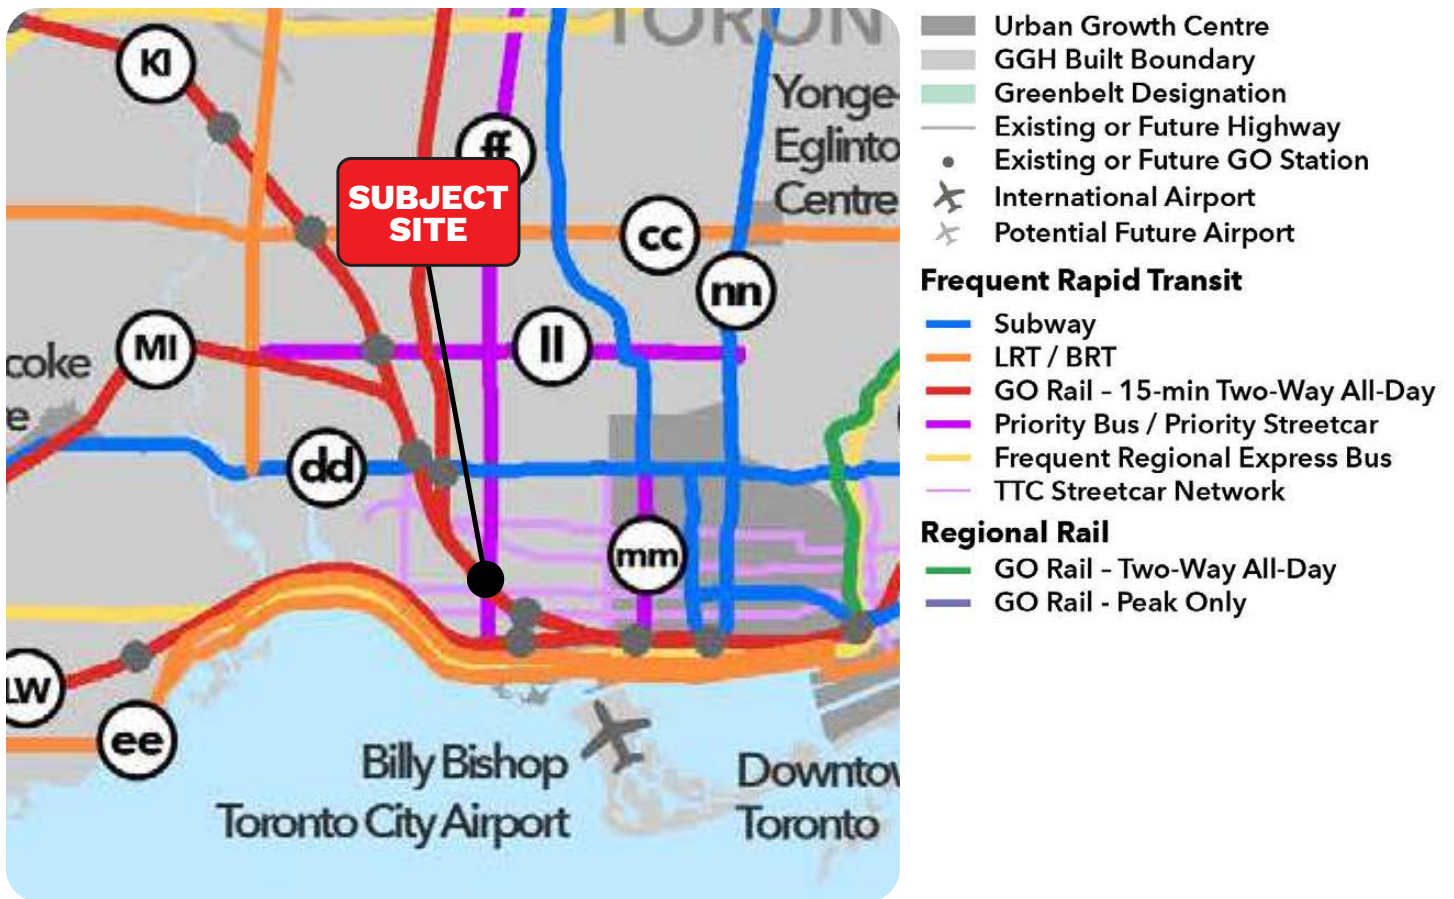 TORON
KI
Yonge-
Eglinto
Centre
ff
SUBJECT
SITE
cc
nn
MI
ll
coke
e
dd
mm
LW
ee
Billy Bishop
Toronto City Airport
Downtow
Toronto
Urban Growth Centre
GGH Built Boundary
Greenbelt Designation
Existing or Future Highway
Existing or Future GO Station
International Airport
Potential Future Airport
Frequent Rapid Transit
Subway
LRT / BRT
GO Rail – 15-min Two-Way All-Day
Priority Bus / Priority Streetcar
Frequent Regional Express Bus
TTC Streetcar Network
Regional Rail
GO Rail – Two-Way All-Day
GO Rail - Peak Only